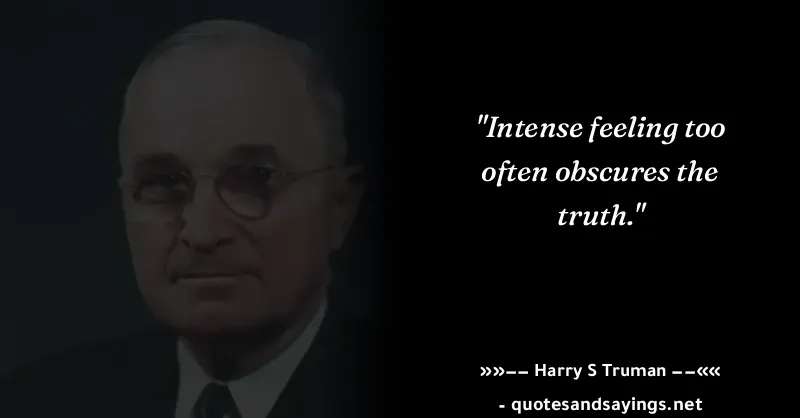 "Intense feeling too
often obscures the
truth."
»»−− Harry S Truman −−««
- quotesandsayings.net